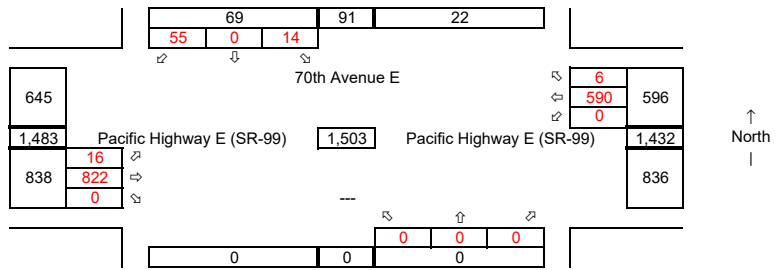 69 91 22
55 0 14
70th Avenue E
6
645 590 596
0
↑
1,483 Pacific Highway E (SR-99) 1,503 Pacific Highway E (SR-99) 1,432 North
|
16
838 822 836
0 ---
0 0 0
0 0 0